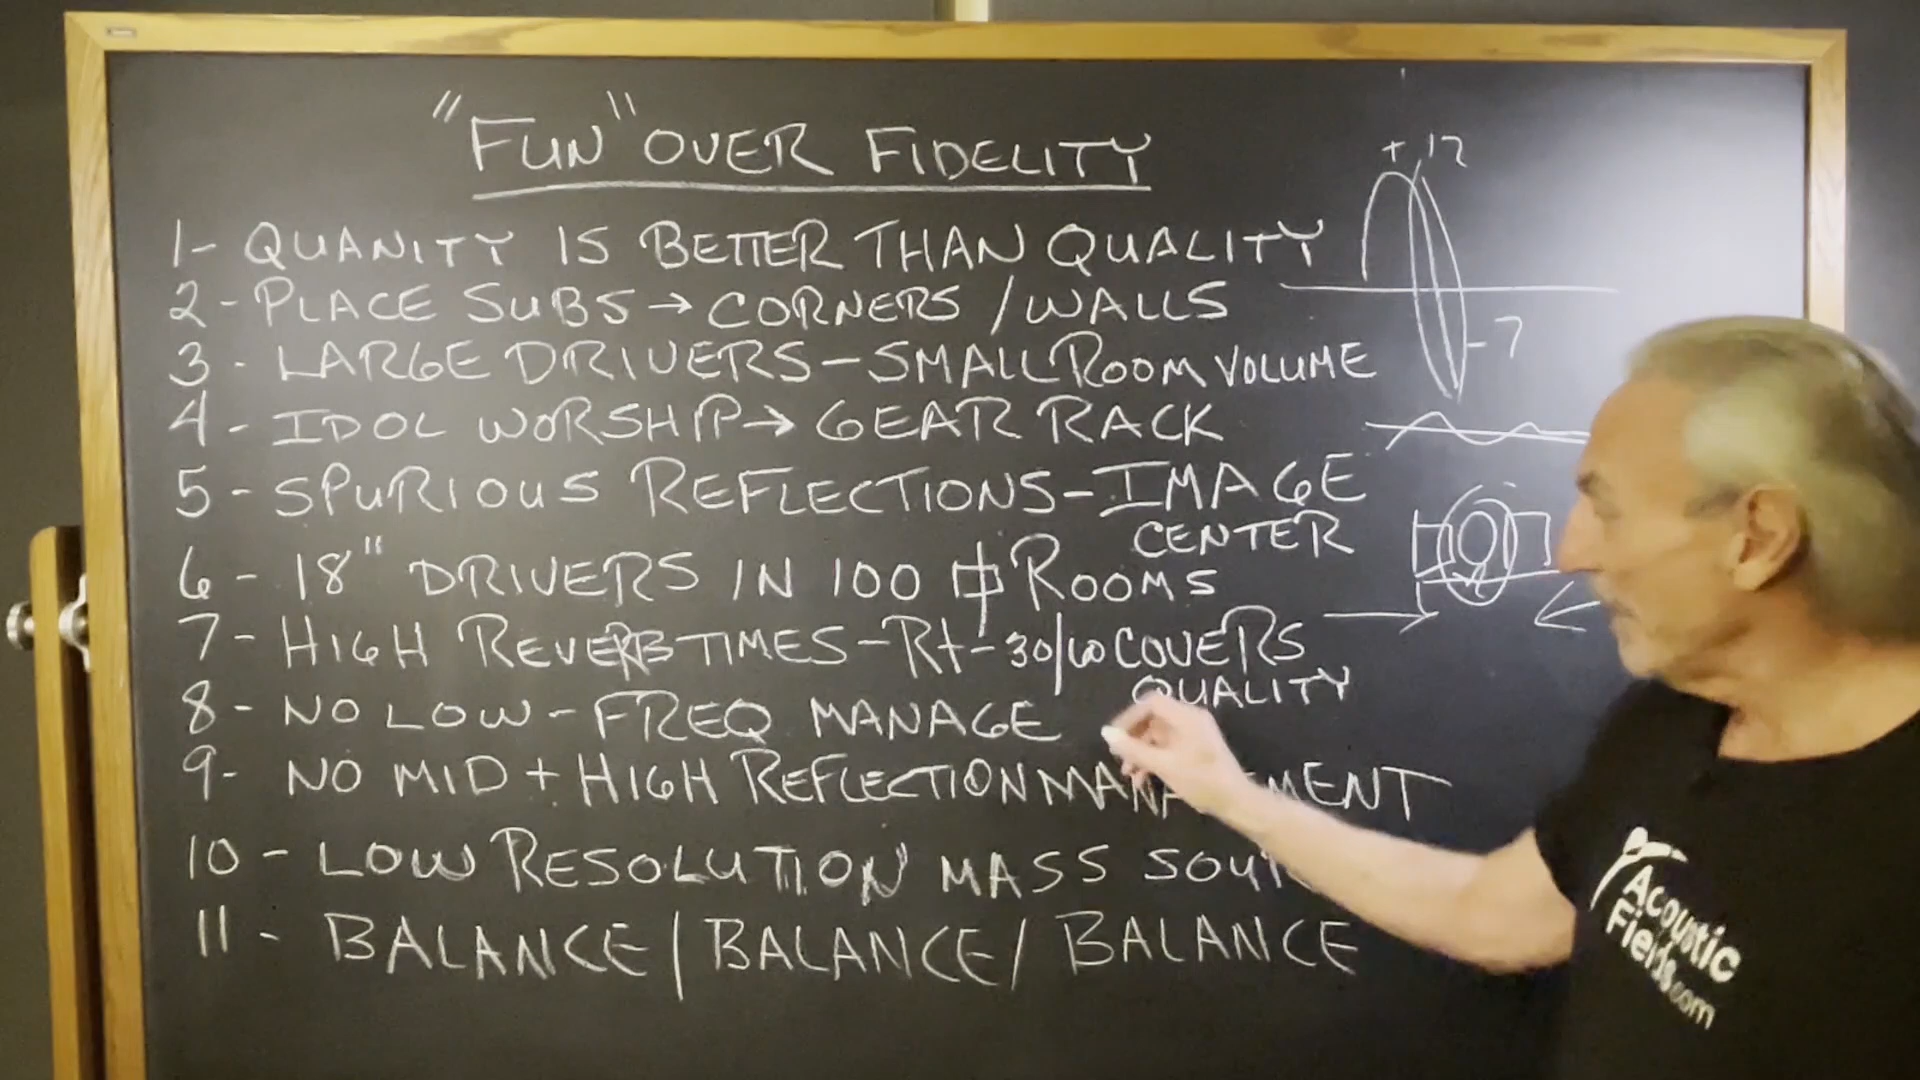 "FUN" OVER FIDELITY
1- QUANITY IS BETTER THAN QUALITY
2- PLACE SUBS → CORNERS / WALLS
3- LARGE DRIVERS - SMALL ROOM VOLUME
4- IDOL WORSHIP → GEAR RACK
5- SPURIOUS REFLECTIONS - IMAGE
CENTER
6- 18" DRIVERS IN 100 ROOMS
7- HIGH REVERB TIMES - Rt - 30/60 COVERS
QUALITY
8- NO LOW - FREQ MANAGE
9- NO MID + HIGH REFLECTION MANAGEMENT
10- LOW RESOLUTION MASS
11- BALANCE / BALANCE / BALANCE
+12
-7
Acoustic
Fields.com